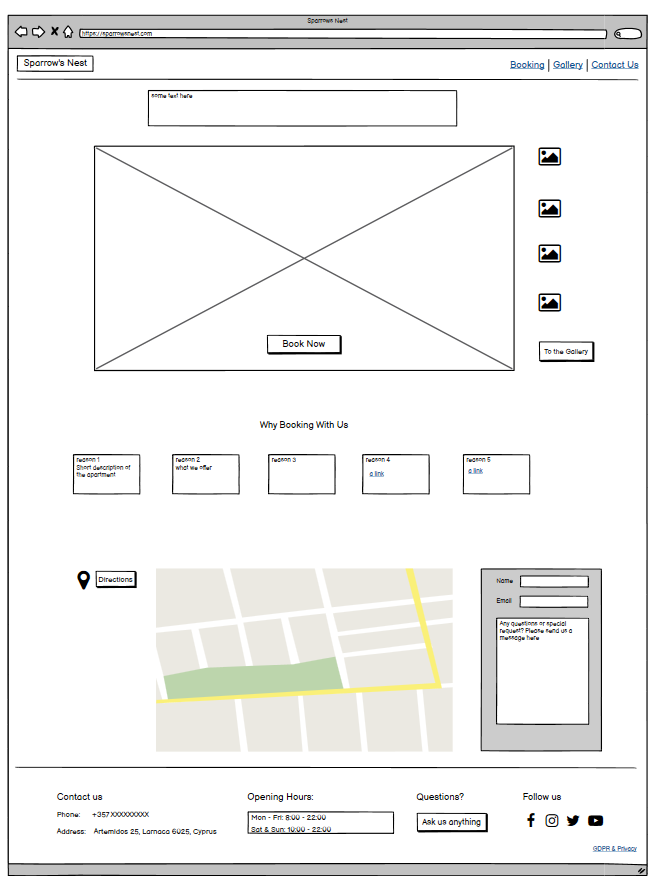 Sparrows Nest
https://sparrowsnest.com
Sparrow's Nest
Booking | Gallery | Contact Us
some text here
Book Now
To the Gallery
Why Booking With Us
reason 1
Short description of
the apartment
reason 2
what we offer
reason 3
reason 4
a link
reason 5
a link
Directions
Name
Email
Any questions or special
request? Please send us a
message here
Contact us
Phone: +357XXXXXXXXX
Address: Artemidos 25, Larnaca 6025, Cyprus
Opening Hours:
Mon - Fri: 8:00 - 22:00
Sat & Sun: 10:00 - 22:00
Questions?
Ask us anything
Follow us
GDPR & Privacy